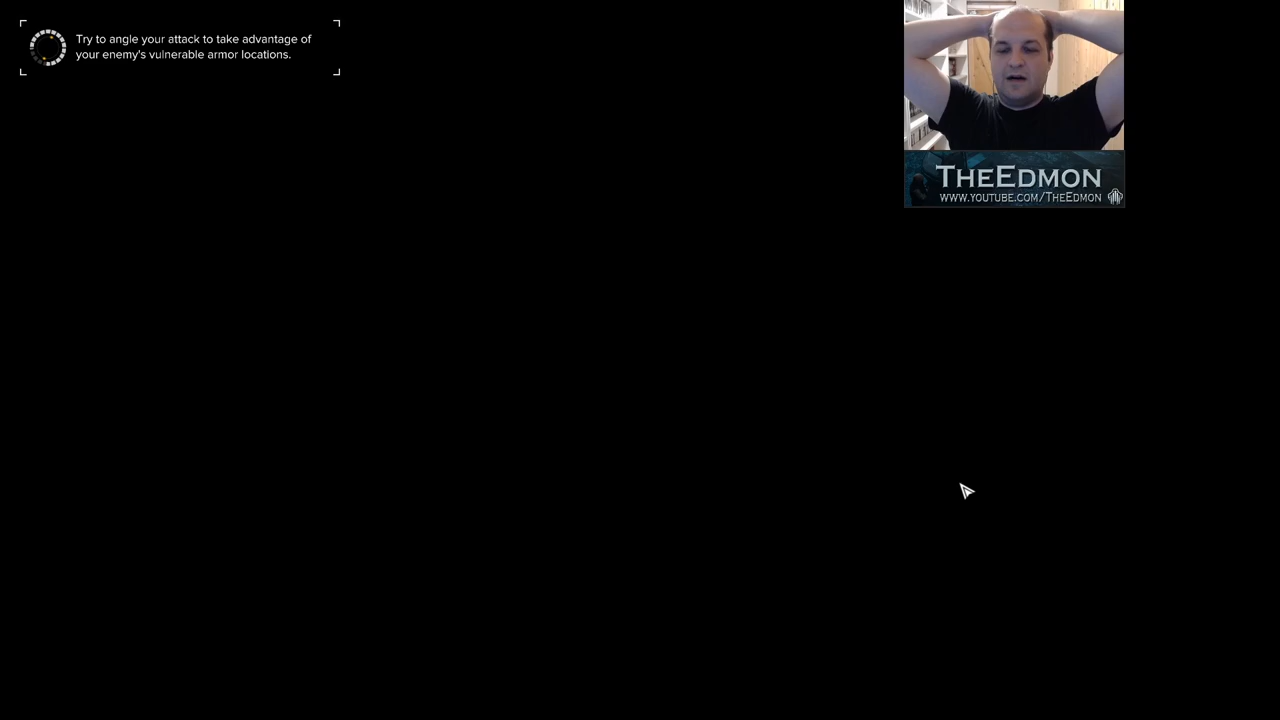 Try to angle your attack to take advantage of
your enemy's vulnerable armor locations.
TheEdmon
www.youtube.com/TheEdmon